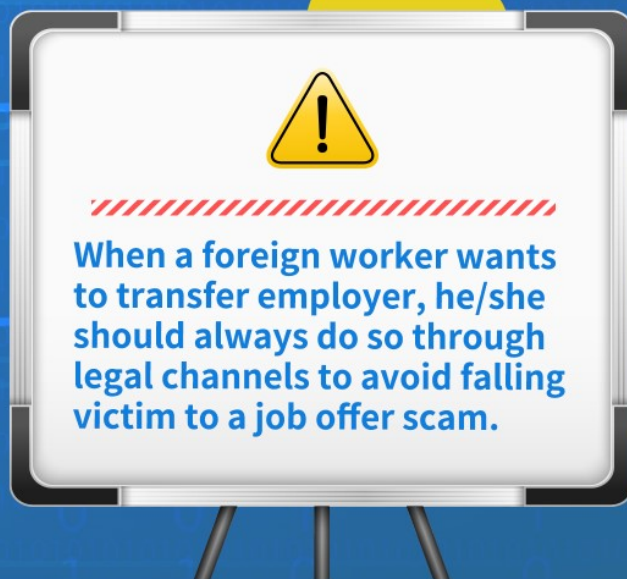 When a foreign worker wants
to transfer employer, he/she
should always do so through
legal channels to avoid falling
victim to a job offer scam.